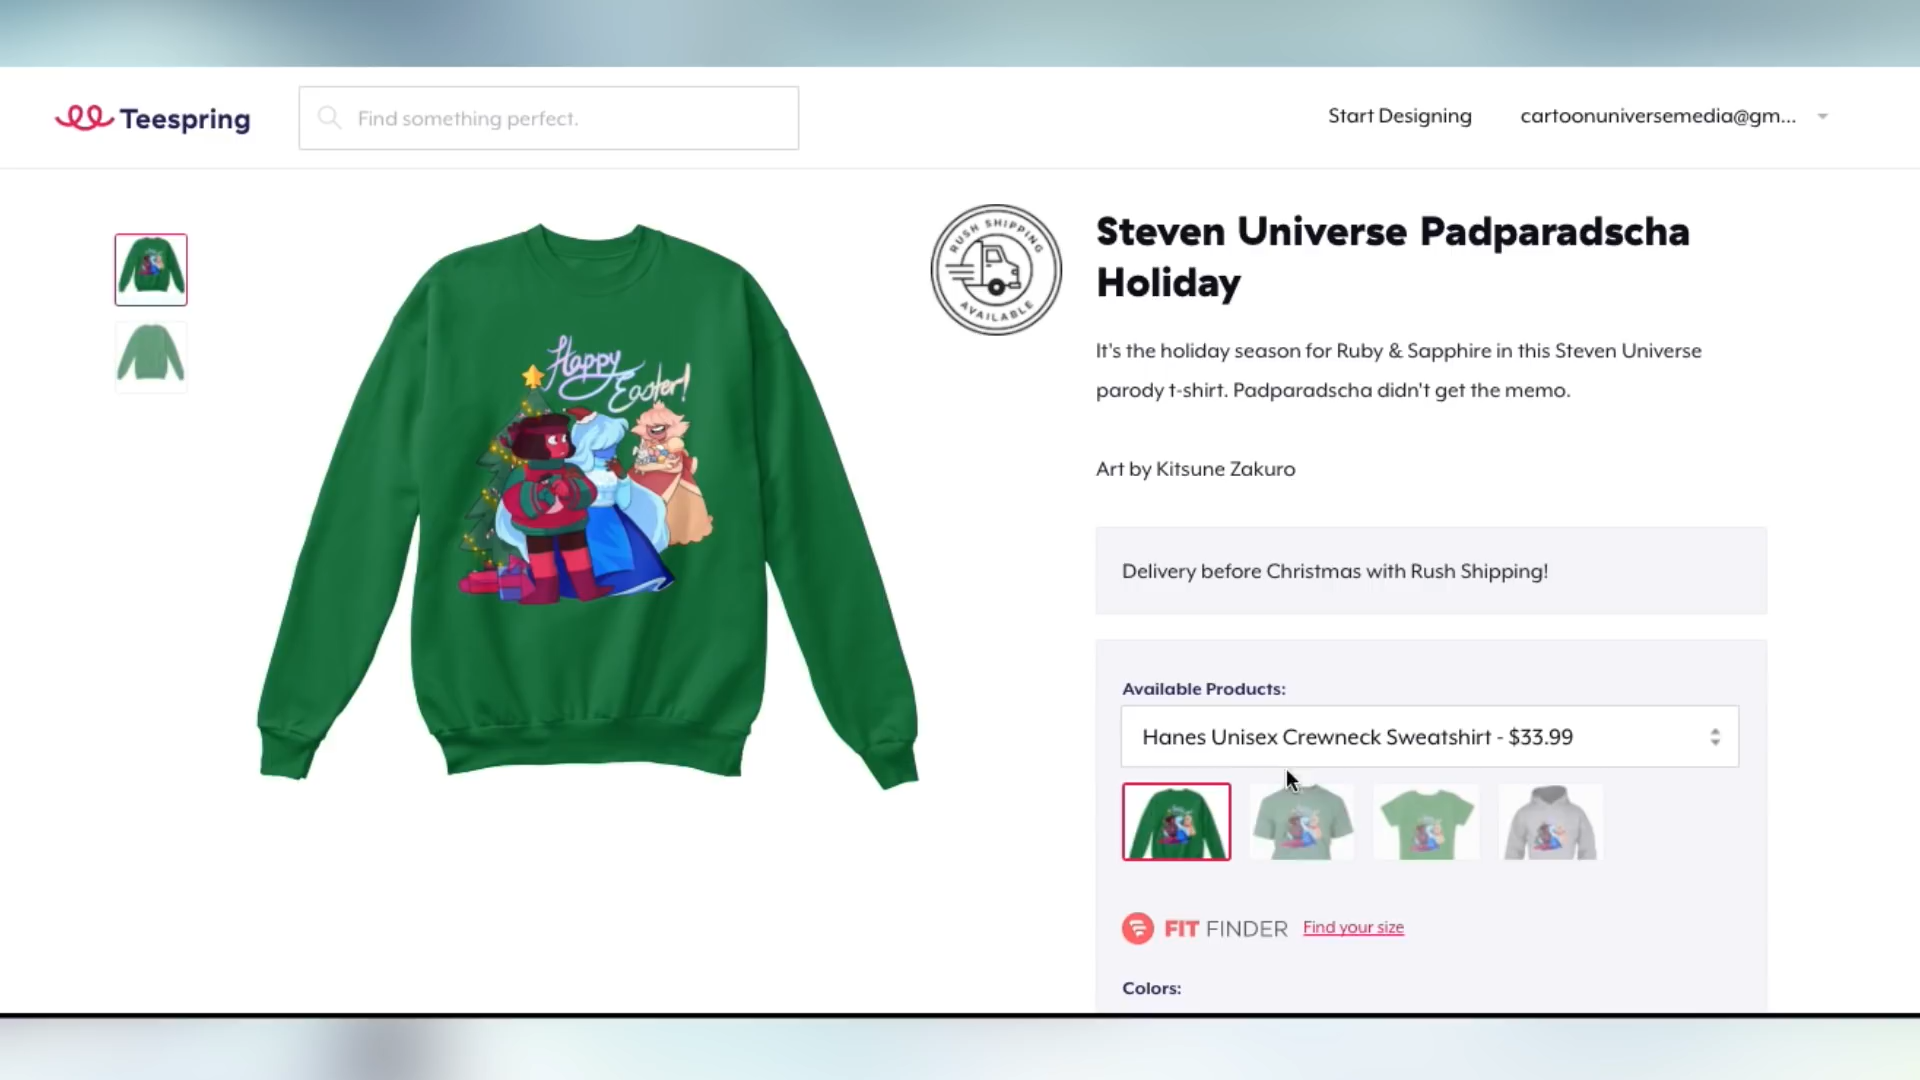 Teespring
Find something perfect.
Start Designing
cartoonuniversemedia@gm...
RUSH SHIPPING
AVAILABLE
Steven Universe Padparadscha
Holiday
It's the holiday season for Ruby & Sapphire in this Steven Universe
parody t-shirt. Padparadscha didn't get the memo.
Art by Kitsune Zakuro
Happy
Easter!
Delivery before Christmas with Rush Shipping!
Available Products:
Hanes Unisex Crewneck Sweatshirt - $33.99
FIT FINDER Find your size
Colors: